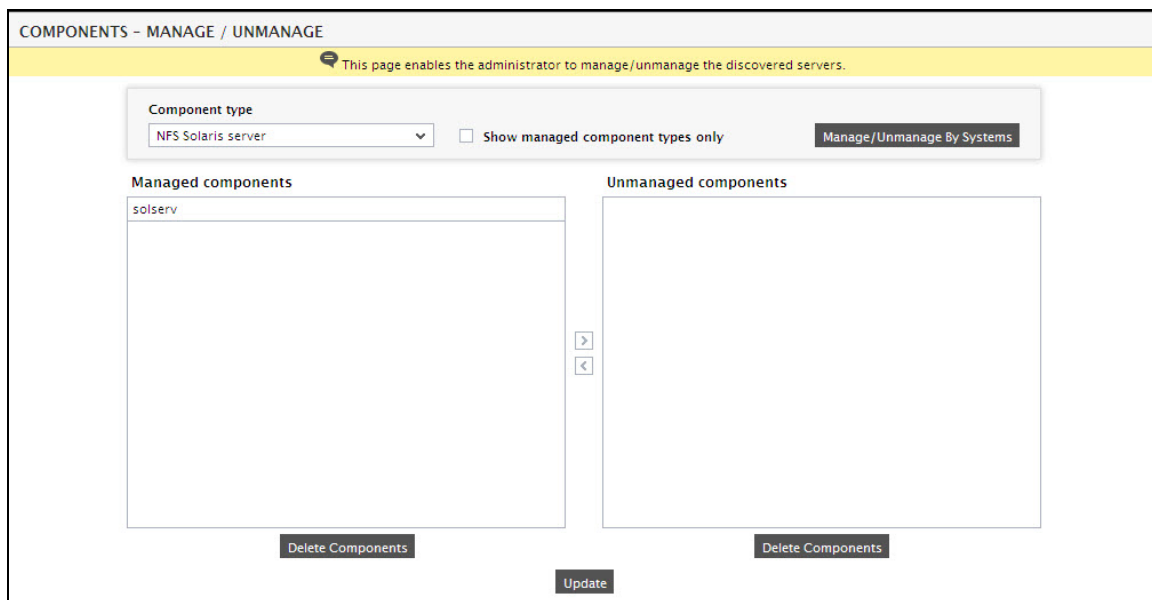 COMPONENTS - MANAGE / UNMANAGE
This page enables the administrator to manage/unmanage the discovered servers.
Component type
NFS Solaris server
Show managed component types only
Manage/Unmanage By Systems
Managed components
Unmanaged components
solserv
>
<
Delete Components
Delete Components
Update